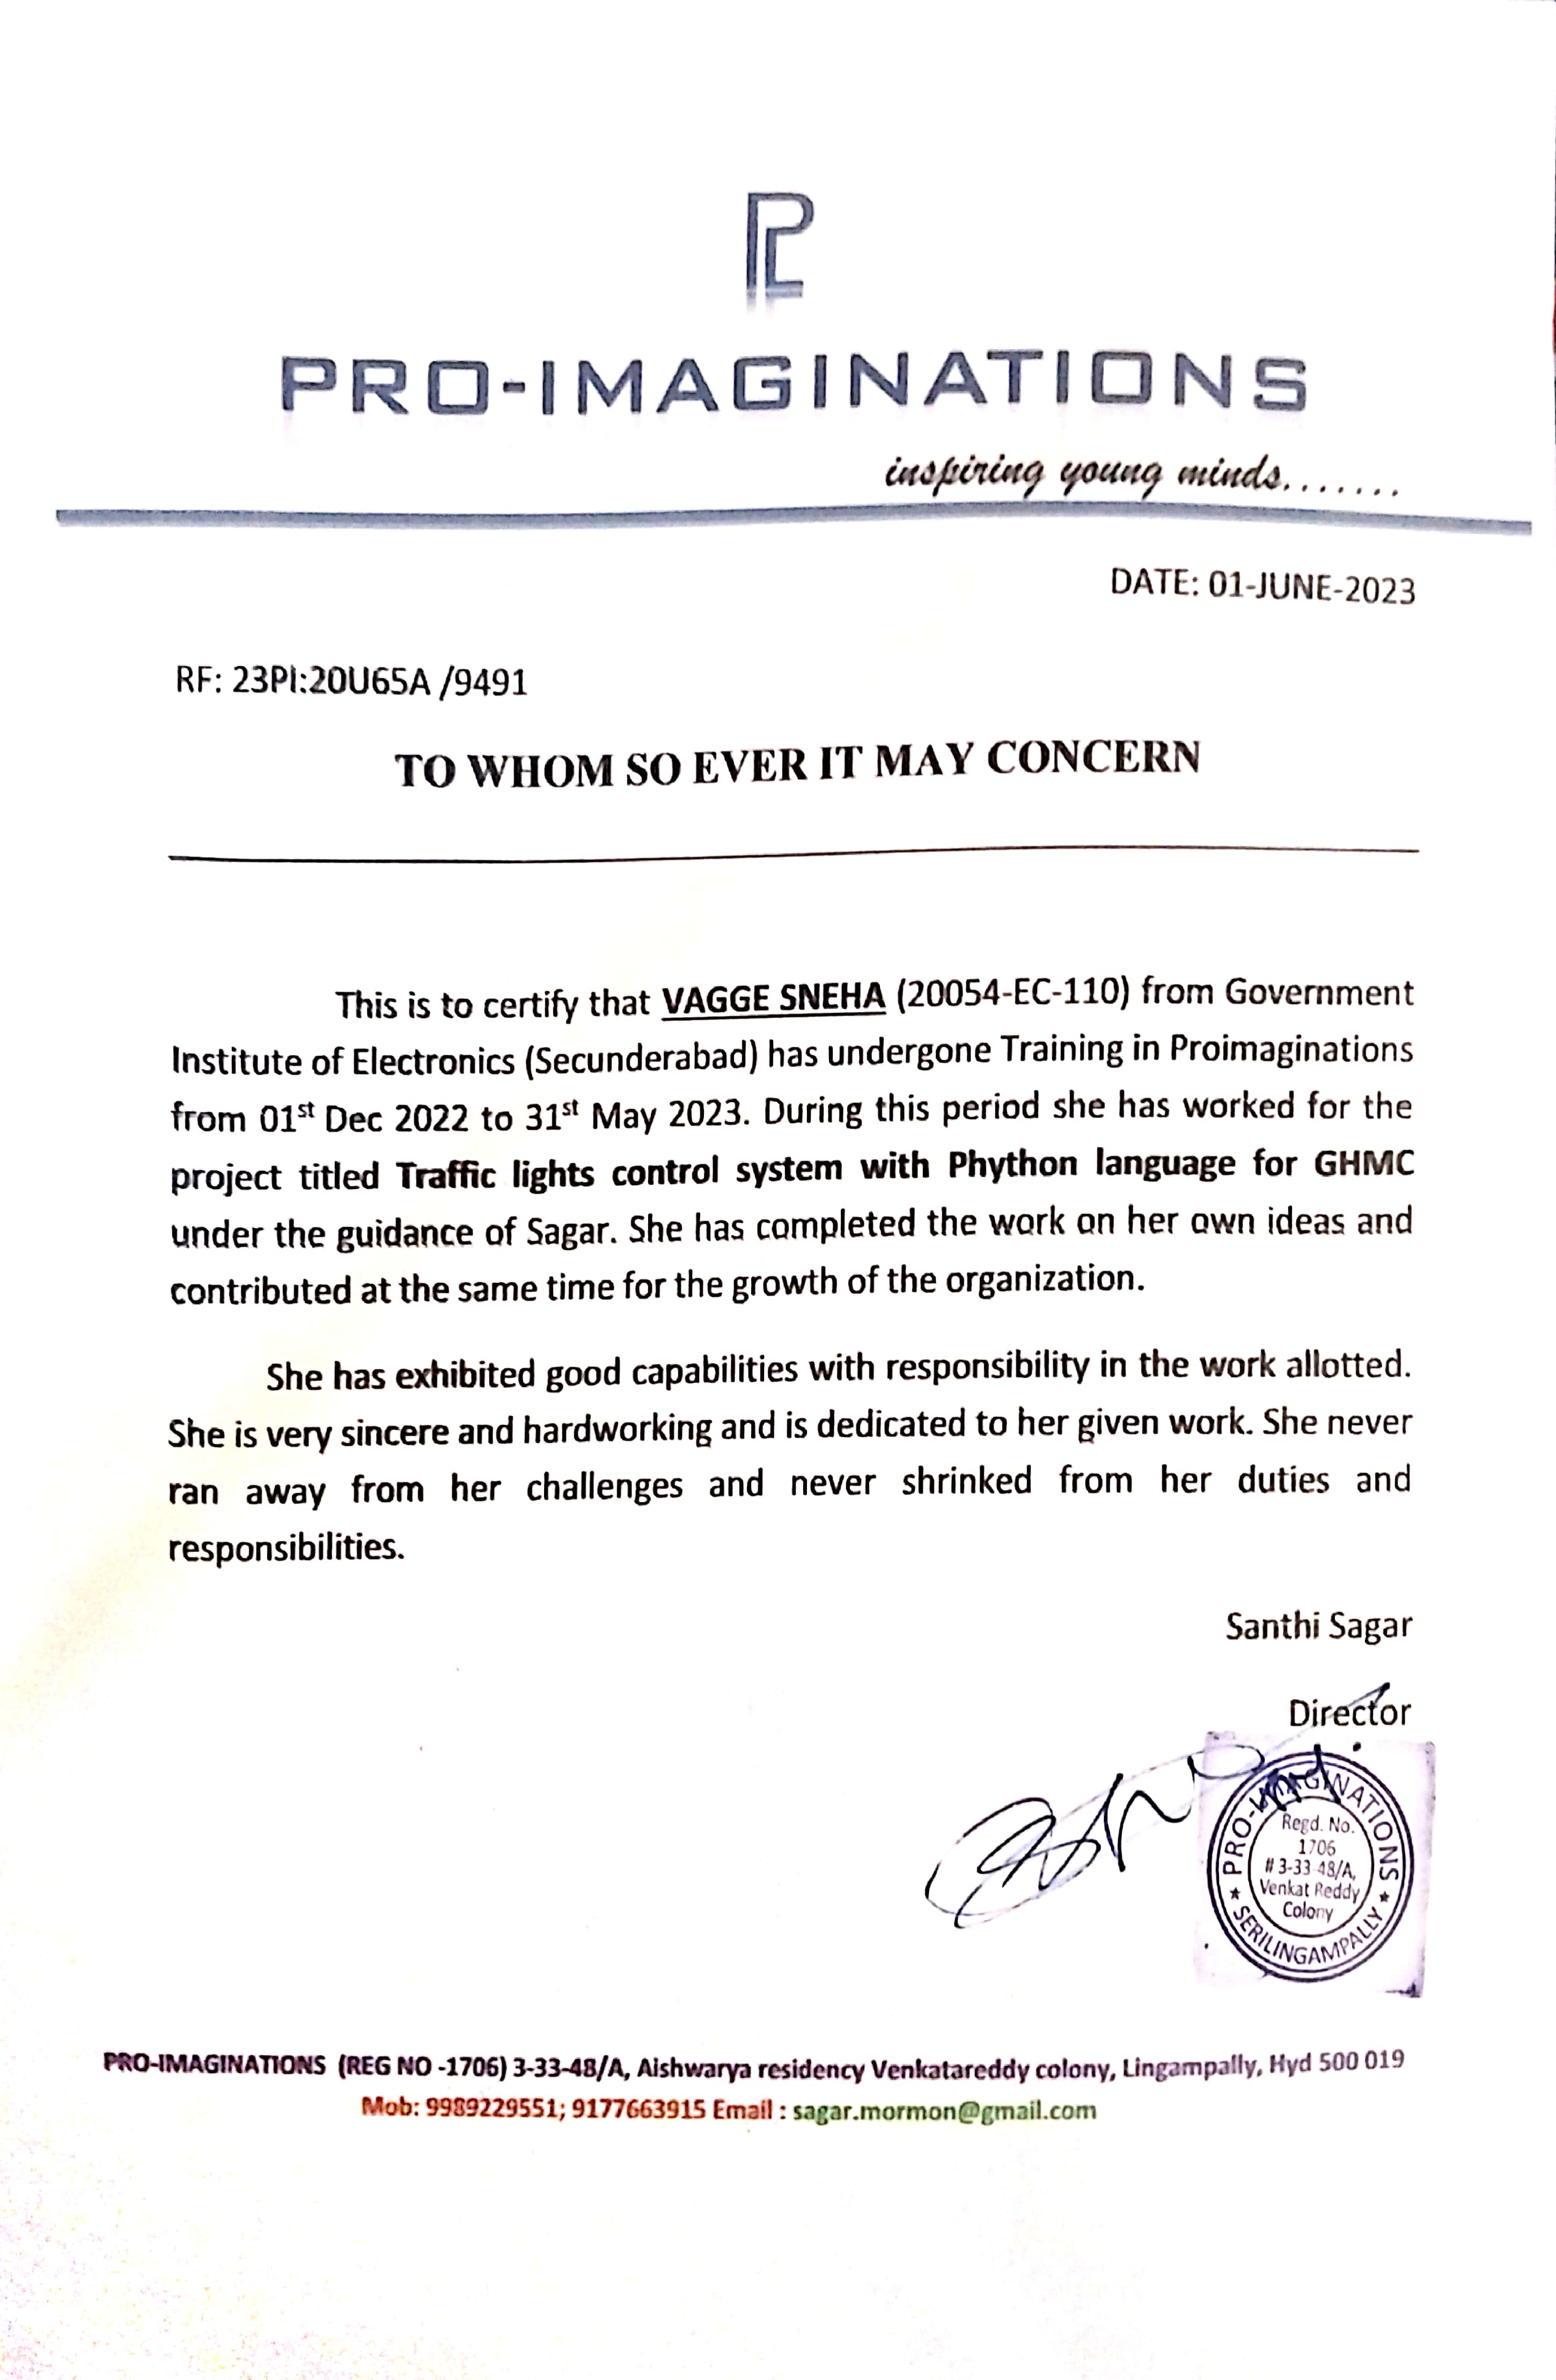 PRO-IMAGINATIONS
inspiring young minds.......
DATE: 01-JUNE-2023
RF: 23PI:20U65A /9491
TO WHOM SO EVER IT MAY CONCERN
This is to certify that VAGGE SNEHA (20054-EC-110) from Government
Institute of Electronics (Secunderabad) has undergone Training in Proimaginations
from 01st Dec 2022 to 31st May 2023. During this period she has worked for the
project titled Traffic lights control system with Phython language for GHMC
under the guidance of Sagar. She has completed the work on her own ideas and
contributed at the same time for the growth of the organization.
She has exhibited good capabilities with responsibility in the work allotted.
She is very sincere and hardworking and is dedicated to her given work. She never
ran away from her challenges and never shrinked from her duties and
responsibilities.
Santhi Sagar
Director
PRO-IMAGINATIONS
Regd. No.
1706
# 3-33-48/A,
Venkat Reddy
Colony
★ SERILINGAMPALLY ★
PRO-IMAGINATIONS (REG NO -1706) 3-33-48/A, Aishwarya residency Venkatareddy colony, Lingampally, Hyd 500 019
Mob: 9989229551; 9177663915 Email : sagar.mormon@gmail.com